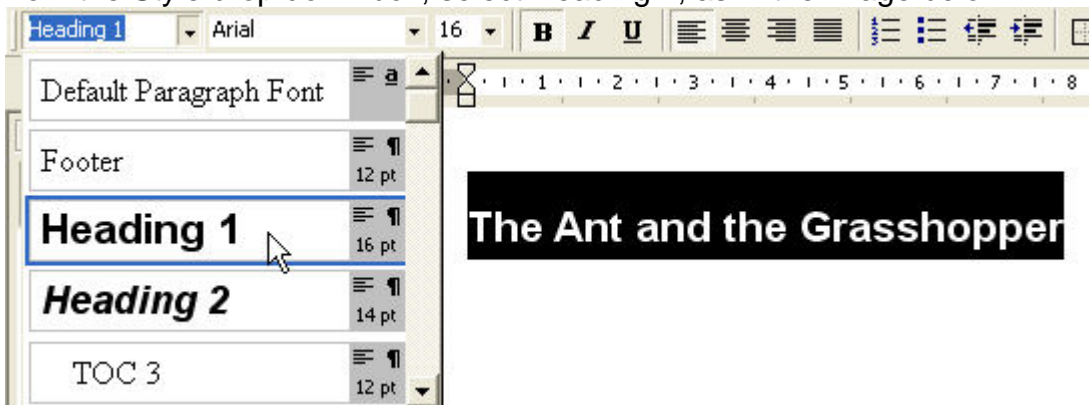 Heading 1 Arial 16 B I U
Default Paragraph Font a
Footer ¶ 12 pt
Heading 1 ¶ 16 pt
Heading 2 ¶ 14 pt
TOC 3 ¶ 12 pt
1 2 3 4 5 6 7 8
The Ant and the Grasshopper